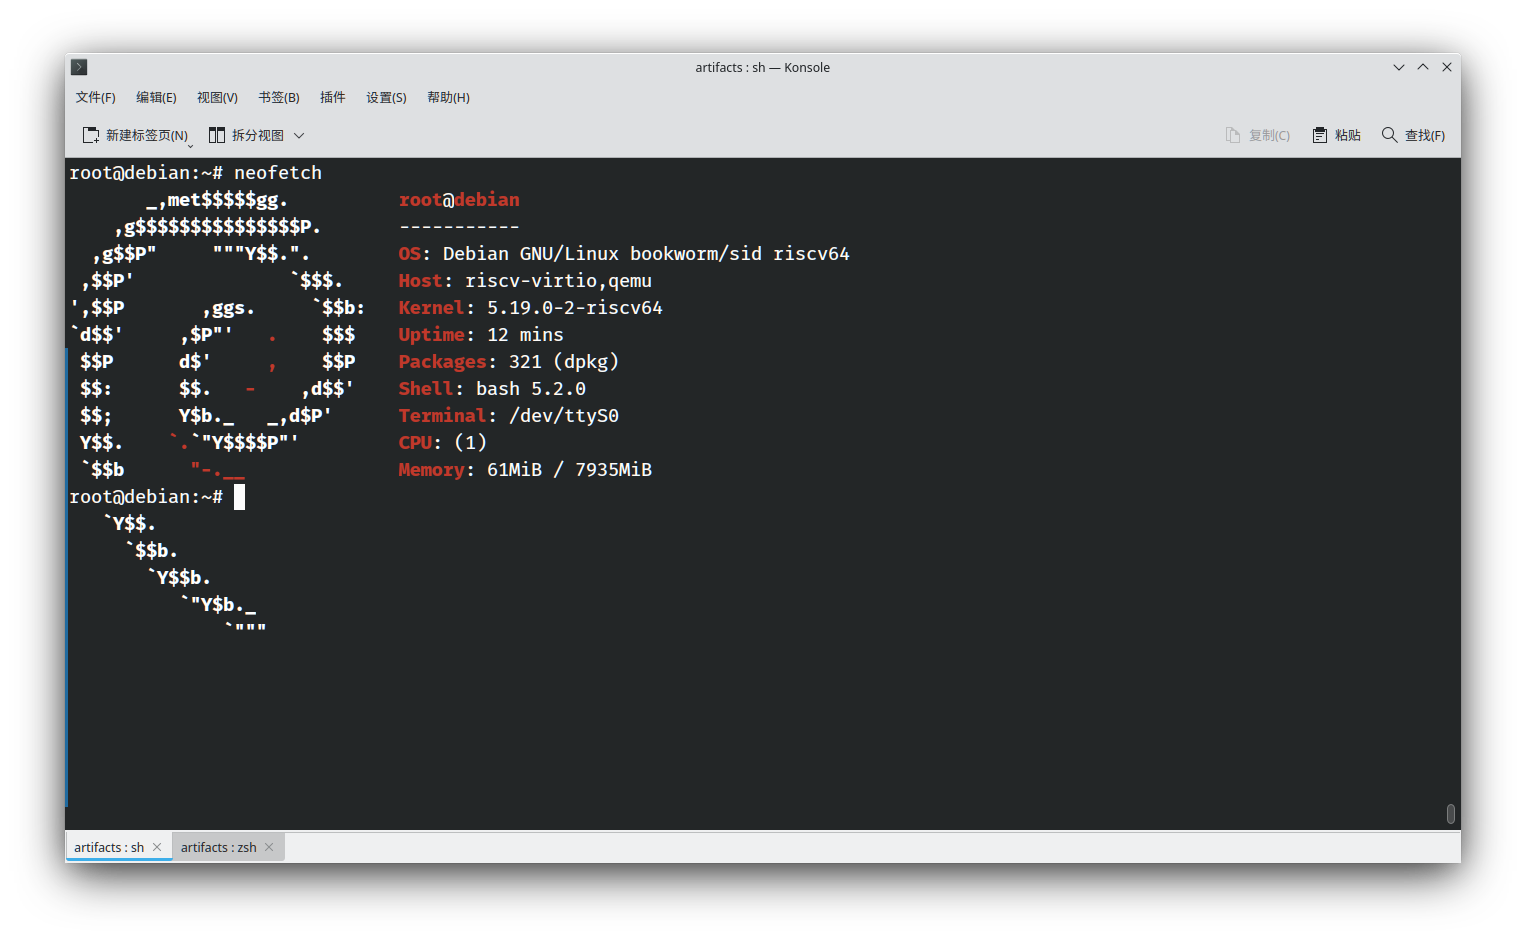 artifacts : sh — Konsole
文件(F) 编辑(E) 视图(V) 书签(B) 插件 设置(S) 帮助(H)
新建标签页(N) 拆分视图 复制(C) 粘贴 查找(F)
root@debian:~# neofetch
       _,met$$$$$gg.          root@debian
    ,g$$$$$$$$$$$$$$$P.       -----------
  ,g$$P"     """Y$$.".        OS: Debian GNU/Linux bookworm/sid riscv64
 ,$$P'              `$$$.     Host: riscv-virtio,qemu
',$$P       ,ggs.     `$$b:   Kernel: 5.19.0-2-riscv64
`d$$'     ,$P"'   .    $$$    Uptime: 12 mins
 $$P      d$'     ,    $$P    Packages: 321 (dpkg)
 $$:      $$.   -    ,d$$'    Shell: bash 5.2.0
 $$;      Y$b._   _,d$P'      Terminal: /dev/ttyS0
 Y$$.    `.`"Y$$$$P"'         CPU: (1)
 `$$b      "-.__              Memory: 61MiB / 7935MiB
root@debian:~#
   `Y$$.
     `$$b.
       `Y$$b.
          `"Y$b._
              `"""
artifacts : sh artifacts : zsh